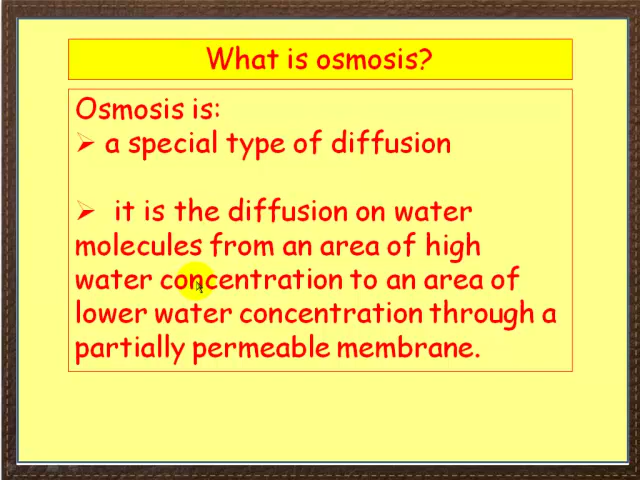 What is osmosis?
Osmosis is:
➢ a special type of diffusion
➢ it is the diffusion on water
molecules from an area of high
water concentration to an area of
lower water concentration through a
partially permeable membrane.